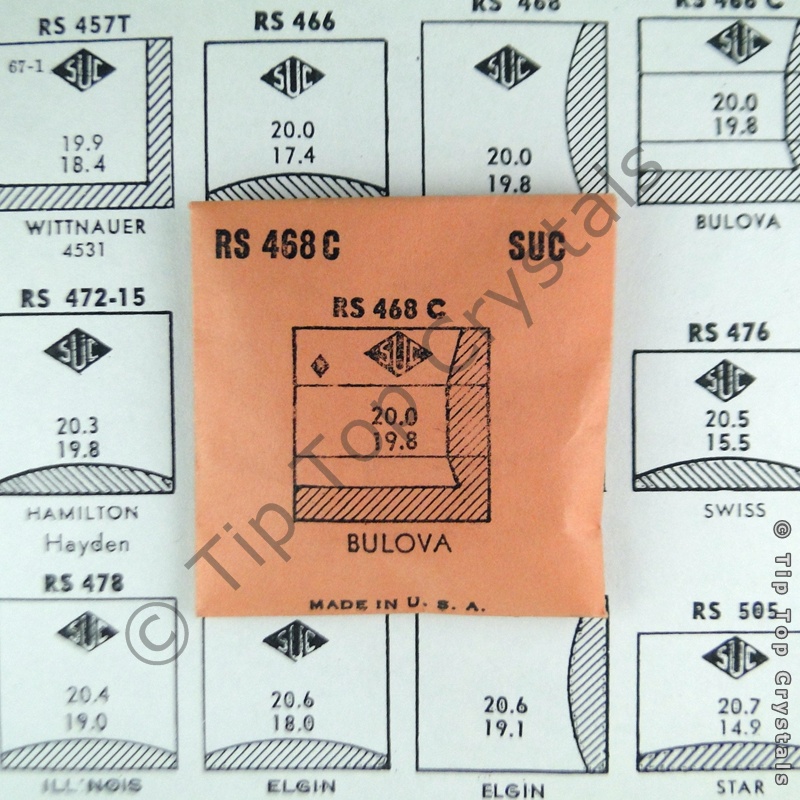 RS 457T
67-1 SUC
19.9
18.4
WITTNAUER
4531
RS 466
SUC
20.0
17.4
RS 468
SUC
20.0
19.8
RS 468 C
SUC
20.0
19.8
BULOVA
RS 468 C SUC
RS 468 C
SUC
20.0
19.8
BULOVA
MADE IN U. S. A.
RS 472-15
SUC
20.3
19.8
HAMILTON
Hayden
RS 476
SUC
20.5
15.5
SWISS
RS 478
SUC
20.4
19.0
ILLINOIS
SUC
20.6
18.0
ELGIN
20.6
19.1
ELGIN
RS 505
SUC
20.7
14.9
STAR
© Tip Top Crystals
© Tip Top Crystals